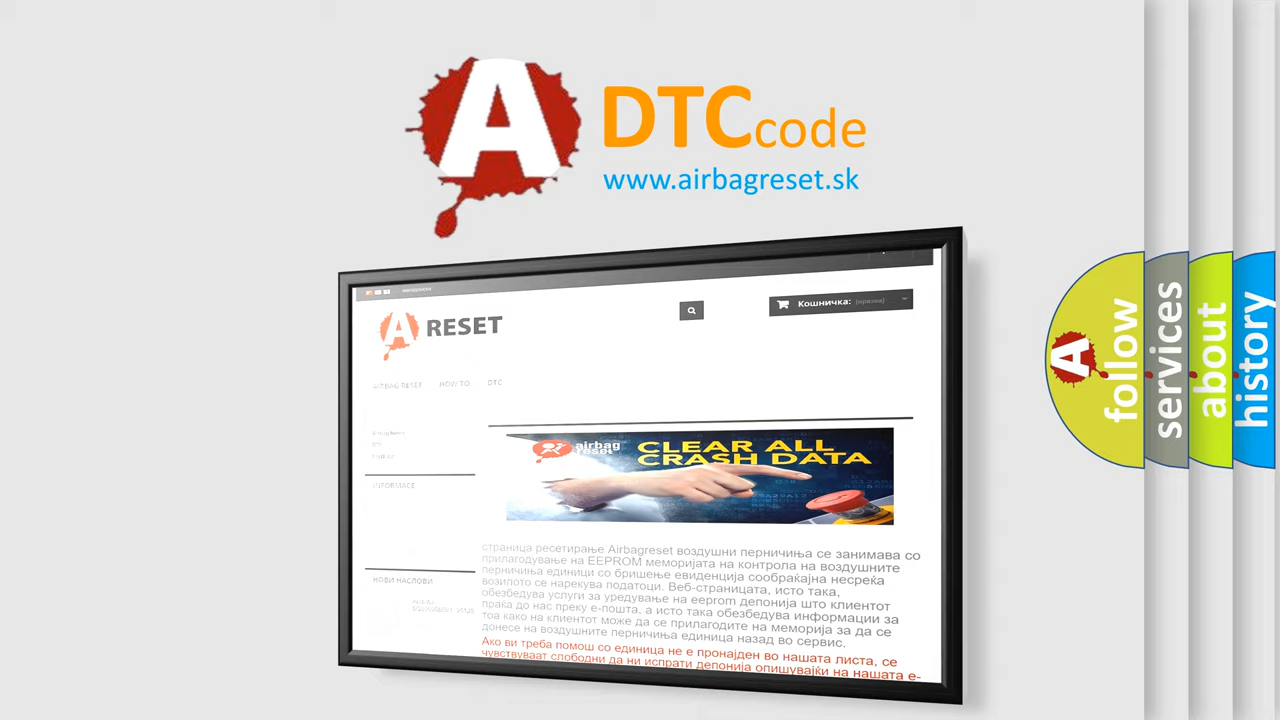 A
DTC code
www.airbagreset.sk
A RESET
Кошничка: (празна)
AIRBAG RESET HOW TO DTC
airbag reset
CLEAR ALL
CRASH DATA
INFORMACE
НОВИ НАСЛОВИ
страница ресетирање Airbagreset воздушни перничиња се занимава со
прилагодување на EEPROM меморијата на контрола на воздушните
перничиња единици со бришење евиденција сообраќајна несреќа
возилото се нарекува податоци. Веб-страницата, исто така,
обезбедува услуги за уредување на eeprom депонија што клиентот
праќа до нас преку е-пошта, а исто така обезбедува информации за
тоа како на клиентот може да се прилагодите на меморија за да се
донесе на воздушните перничиња единица назад во сервис.
Ако ви треба помош со единица не е пронајден во нашата листа, се
чувствуваат слободни да ни испрати депонија опишувајќи на нашата е-
A
follow
services
about
history